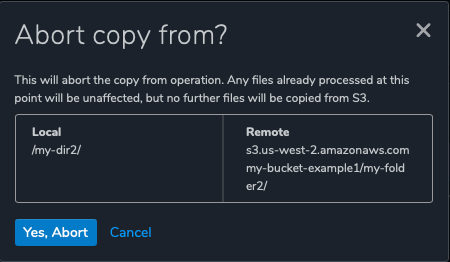 Abort copy from?
This will abort the copy from operation. Any files already processed at this
point will be unaffected, but no further files will be copied from S3.
Local
/my-dir2/
Remote
s3.us-west-2.amazonaws.com
my-bucket-example1/my-fold
er2/
Yes, Abort
Cancel